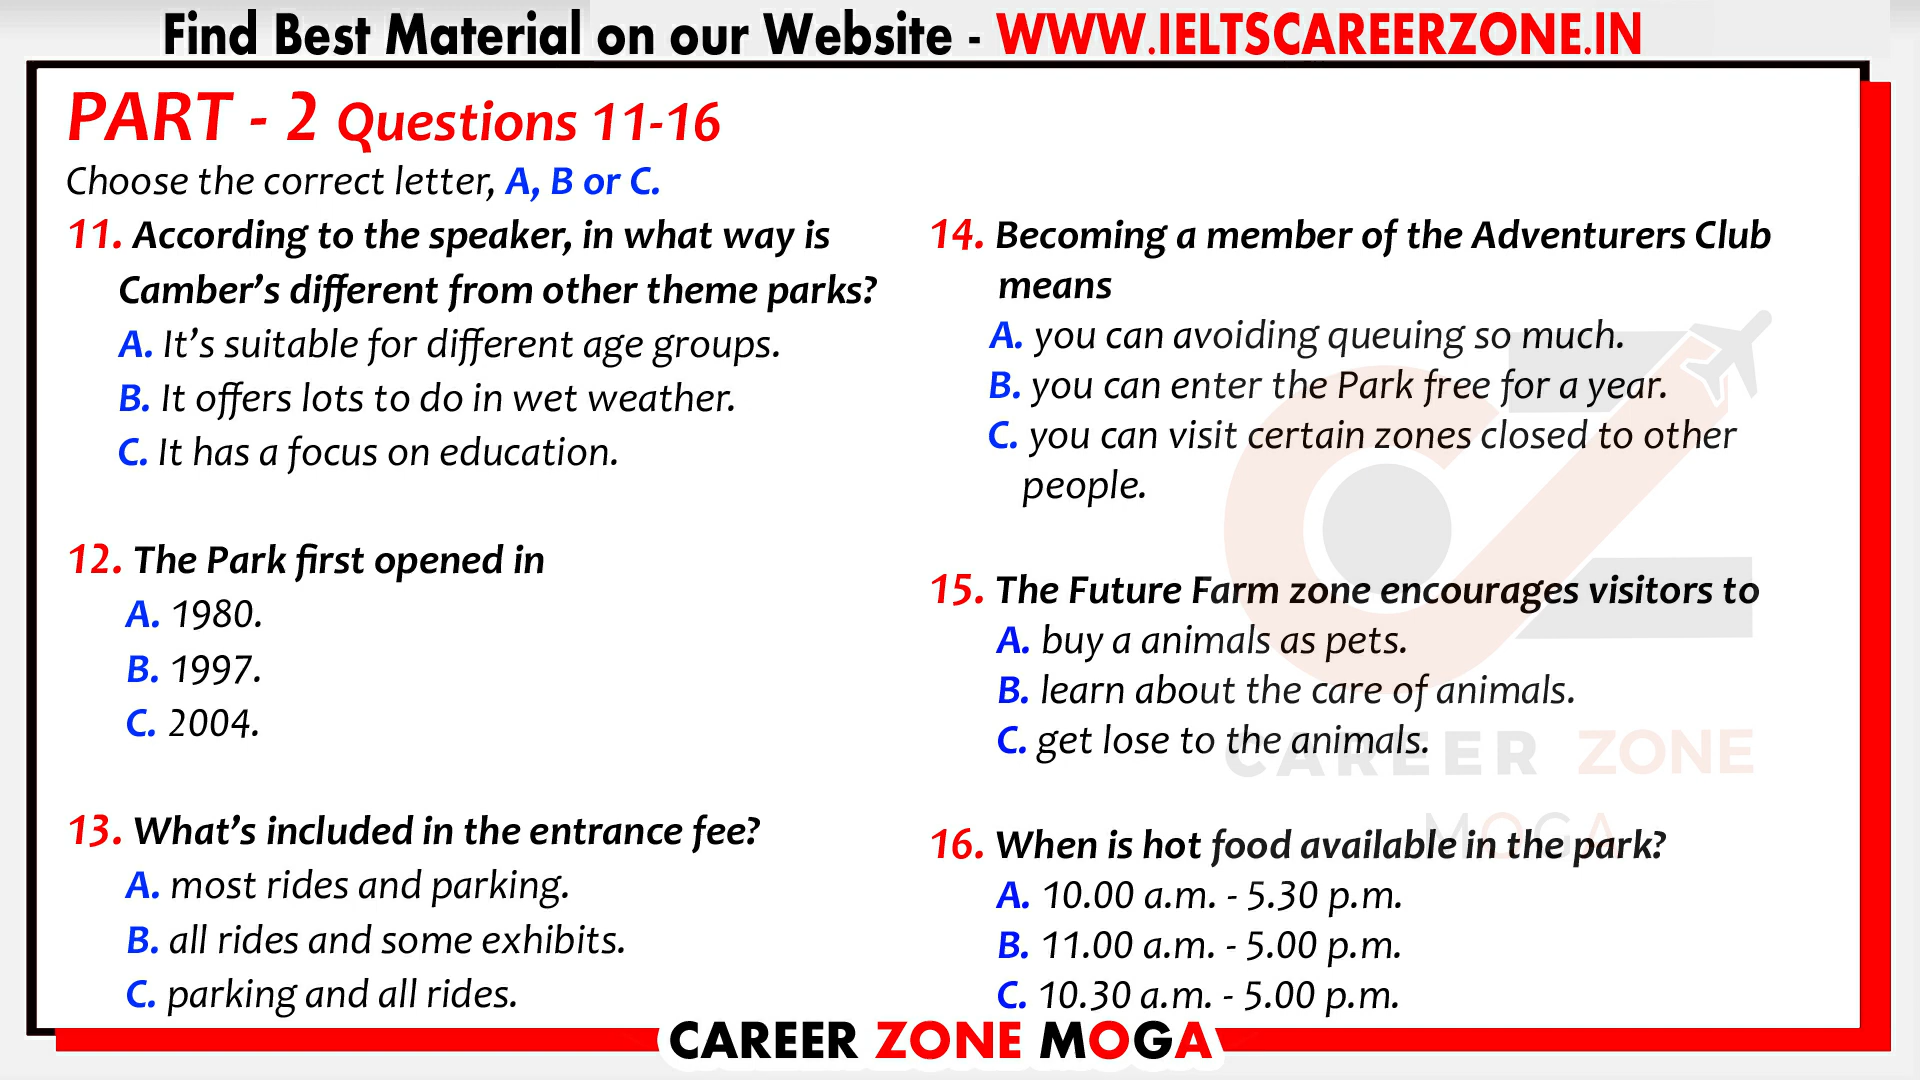 Find Best Material on our Website - WWW.IELTSCAREERZONE.IN
PART - 2 Questions 11-16
Choose the correct letter, A, B or C.
11. According to the speaker, in what way is
Camber's different from other theme parks?
A. It's suitable for different age groups.
B. It offers lots to do in wet weather.
C. It has a focus on education.
12. The Park first opened in
A. 1980.
B. 1997.
C. 2004.
13. What's included in the entrance fee?
A. most rides and parking.
B. all rides and some exhibits.
C. parking and all rides.
14. Becoming a member of the Adventurers Club
means
A. you can avoiding queuing so much.
B. you can enter the Park free for a year.
C. you can visit certain zones closed to other
people.
15. The Future Farm zone encourages visitors to
A. buy a animals as pets.
B. learn about the care of animals.
C. get lose to the animals.
CAREER ZONE
MOGA
16. When is hot food available in the park?
A. 10.00 a.m. - 5.30 p.m.
B. 11.00 a.m. - 5.00 p.m.
C. 10.30 a.m. - 5.00 p.m.
CAREER ZONE MOGA